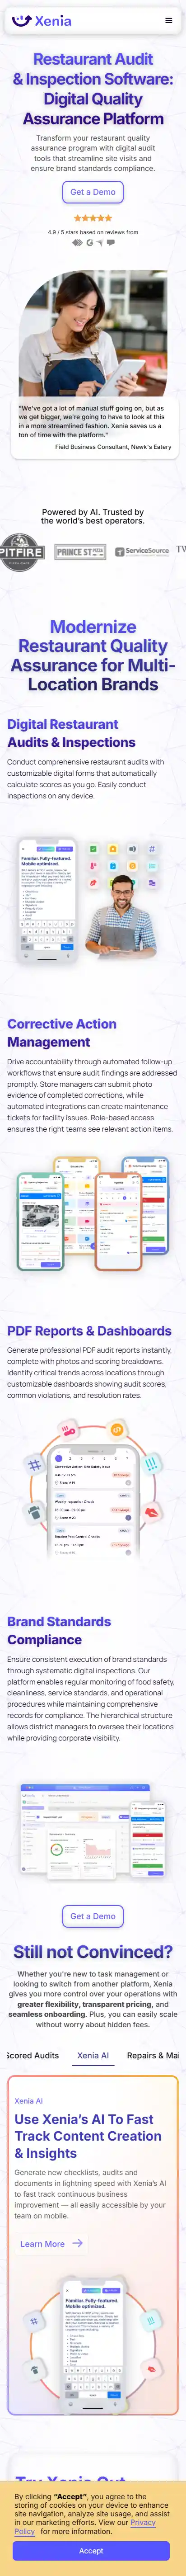 Xenia
Restaurant Audit
& Inspection Software:
Digital Quality
Assurance Platform
Transform your restaurant quality
assurance program with digital audit
tools that streamline site visits and
ensure brand standards compliance.
Get a Demo
4.9 / 5 stars based on reviews from
"We've got a lot of manual stuff going on, but as
we get bigger, we're going to have to look at this
in a more streamlined fashion. Xenia saves us a
ton of time with the platform."
Field Business Consultant, Newk's Eatery
Powered by AI. Trusted by
the world's best operators.
PITFIRE
PRINCE ST PIZZA
ServiceSource
Modernize
Restaurant Quality
Assurance for Multi-
Location Brands
Digital Restaurant
Audits & Inspections
Conduct comprehensive restaurant audits with
customizable digital forms that automatically
calculate scores as you go. Easily conduct
inspections on any device.
Familiar. Fully-featured.
Mobile optimized.
Corrective Action
Management
Drive accountability through automated follow-up
workflows that ensure audit findings are addressed
promptly. Store managers can submit photo
evidence of completed corrections, while
automated integrations can create maintenance
tickets for facility issues. Role-based access
ensures the right teams see relevant action items.
PDF Reports & Dashboards
Generate professional PDF audit reports instantly,
complete with photos and scoring breakdowns.
Identify critical trends across locations through
customizable dashboards showing audit scores,
common violations, and resolution rates.
Brand Standards
Compliance
Ensure consistent execution of brand standards
through systematic digital inspections. Our
platform enables regular monitoring of food safety,
cleanliness, service standards, and operational
procedures while maintaining comprehensive
records for compliance. The hierarchical structure
allows district managers to oversee their locations
while providing corporate visibility.
Get a Demo
Still not Convinced?
Whether you're new to task management or
looking to switch from another platform, Xenia
gives you more control over your operations with
greater flexibility, transparent pricing, and
seamless onboarding. Plus, you can easily scale
without worry about hidden fees.
Scored Audits Xenia AI Repairs & Mai
Xenia AI
Use Xenia's AI To Fast
Track Content Creation
& Insights
Generate new checklists, audits and
documents in lightning speed with Xenia's AI
to fast track continuous business
improvement — all easily accessible by your
team on mobile.
Learn More
Familiar. Fully-featured.
Mobile optimized.
Try Xenia Out
By clicking "Accept", you agree to the
storing of cookies on your device to enhance
site navigation, analyze site usage, and assist
in our marketing efforts. View our Privacy
Policy for more information.
Accept